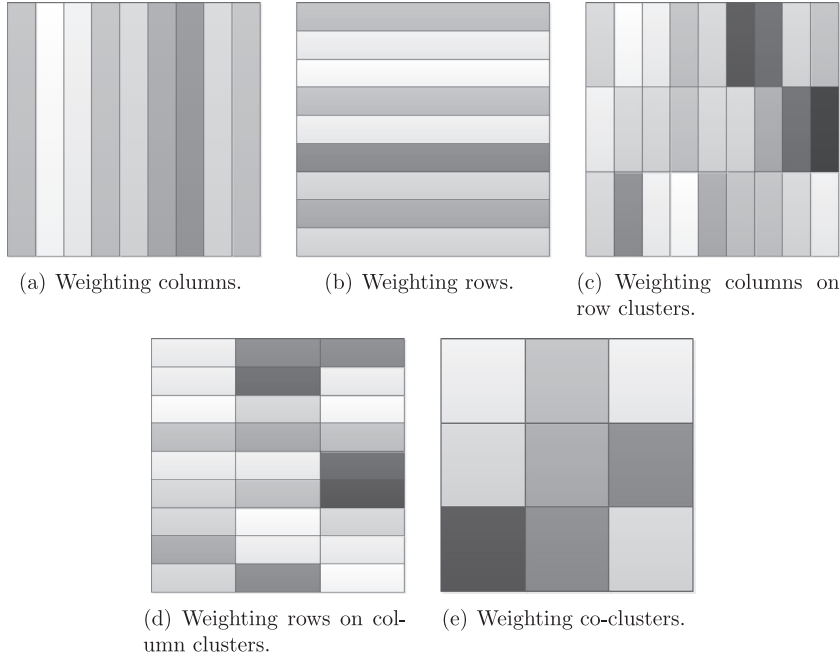 (a) Weighting columns.
(b) Weighting rows.
(c) Weighting columns on
row clusters.
(d) Weighting rows on col-
umn clusters.
(e) Weighting co-clusters.